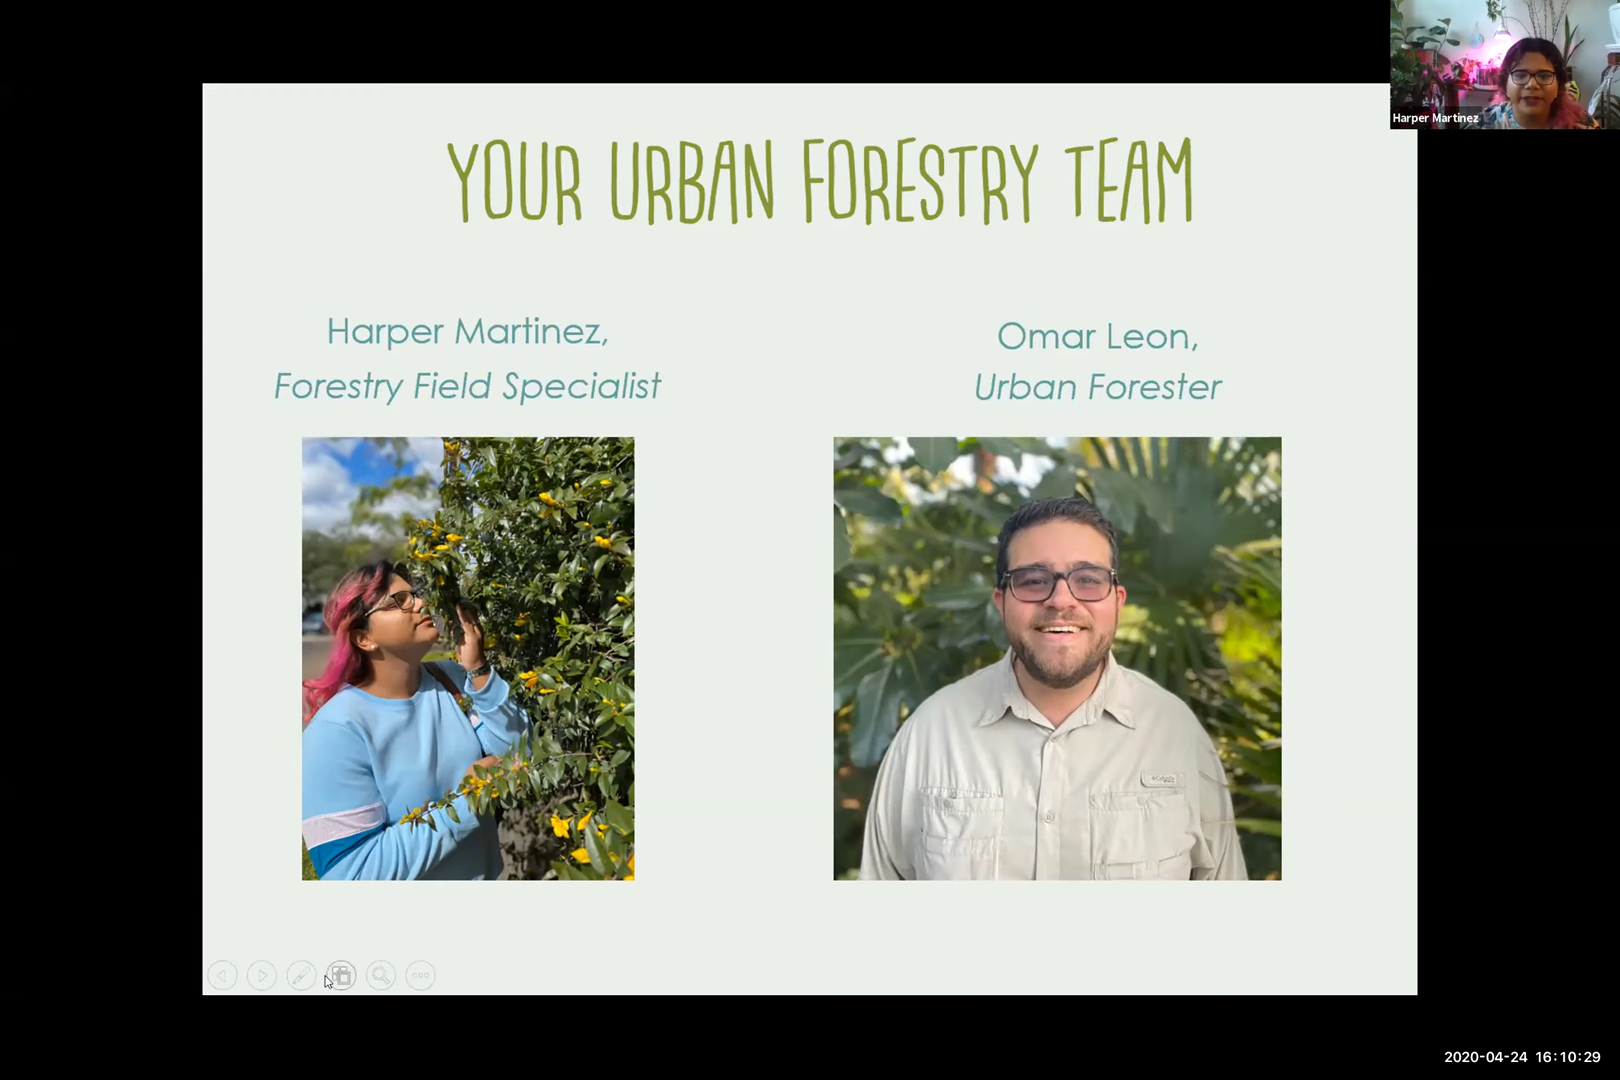 Harper Martinez
YOUR URBAN FORESTRY TEAM
Harper Martinez,
Forestry Field Specialist
Omar Leon,
Urban Forester
Columbia
2020-04-24 16:10:29